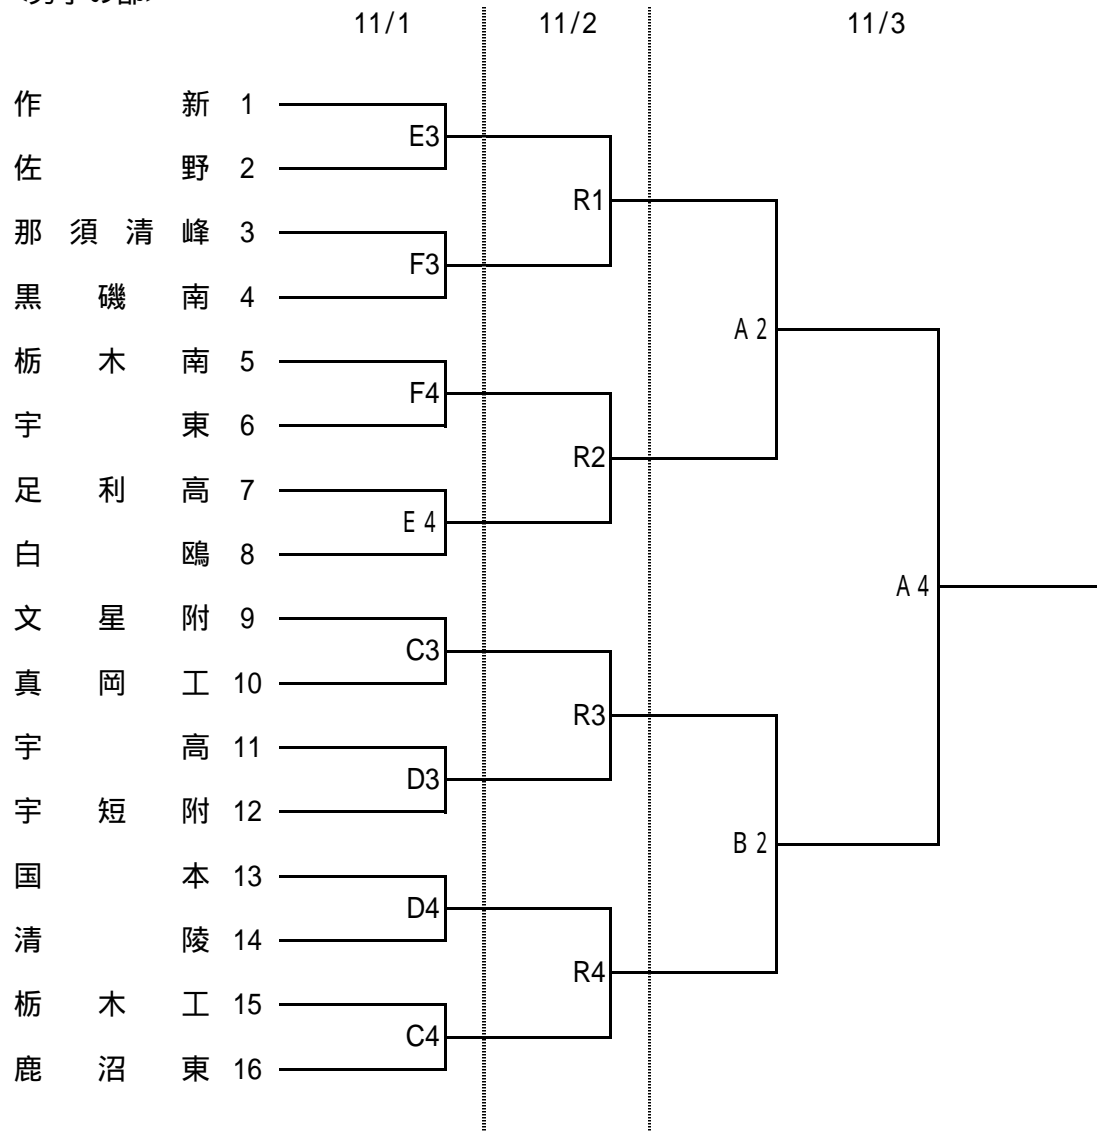 11/1 11/2 11/3
作新 1
E3
佐野 2
R1
那須清峰 3
F3
黒磯南 4
A 2
栃木南 5
F4
宇東 6
R2
足利高 7
E 4
白鴎 8
A 4
文星附 9
C3
真岡工 10
R3
宇高 11
D3
宇短附 12
B 2
国本 13
D4
清陵 14
R4
栃木工 15
C4
鹿沼東 16